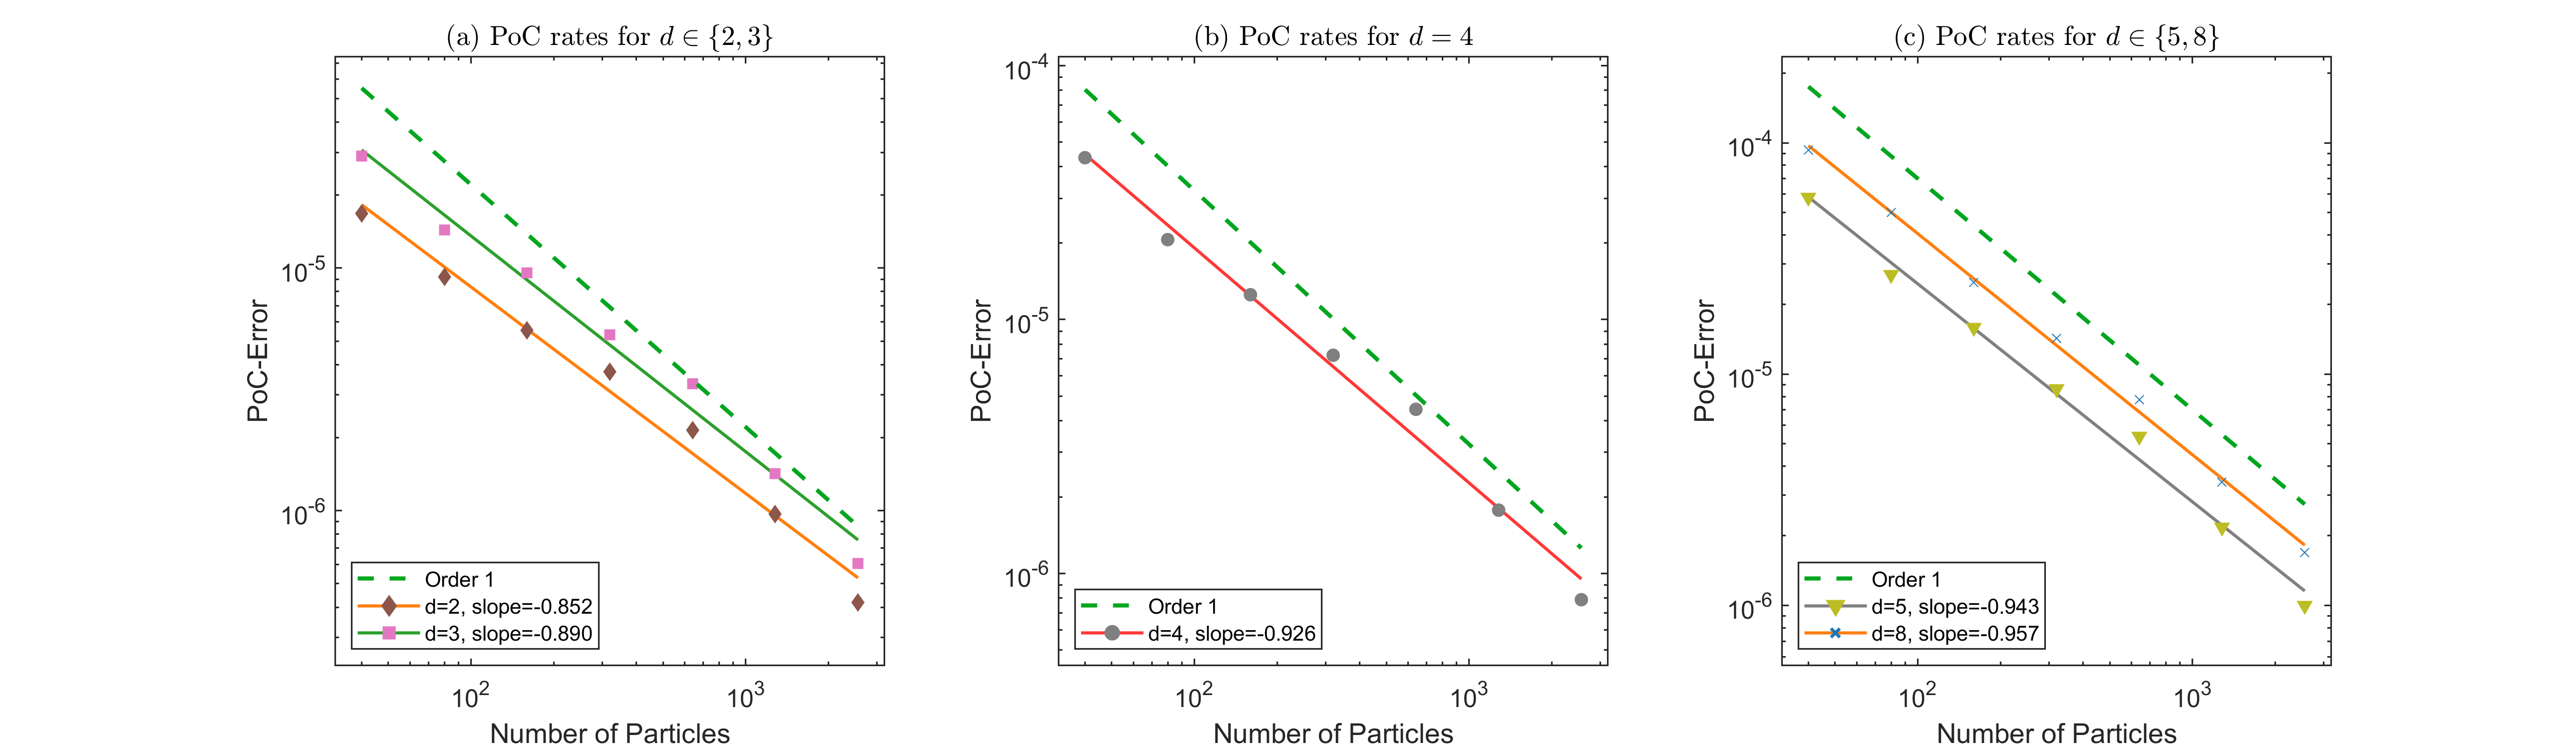 (a) PoC rates for $d \in \{2, 3\}$
10^{-5}
10^{-6}
PoC-Error
Order 1
d=2, slope=-0.852
d=3, slope=-0.890
10^2
10^3
Number of Particles
(b) PoC rates for $d = 4$
10^{-4}
10^{-5}
10^{-6}
PoC-Error
Order 1
d=4, slope=-0.926
10^2
10^3
Number of Particles
(c) PoC rates for $d \in \{5, 8\}$
10^{-4}
10^{-5}
10^{-6}
PoC-Error
Order 1
d=5, slope=-0.943
d=8, slope=-0.957
10^2
10^3
Number of Particles